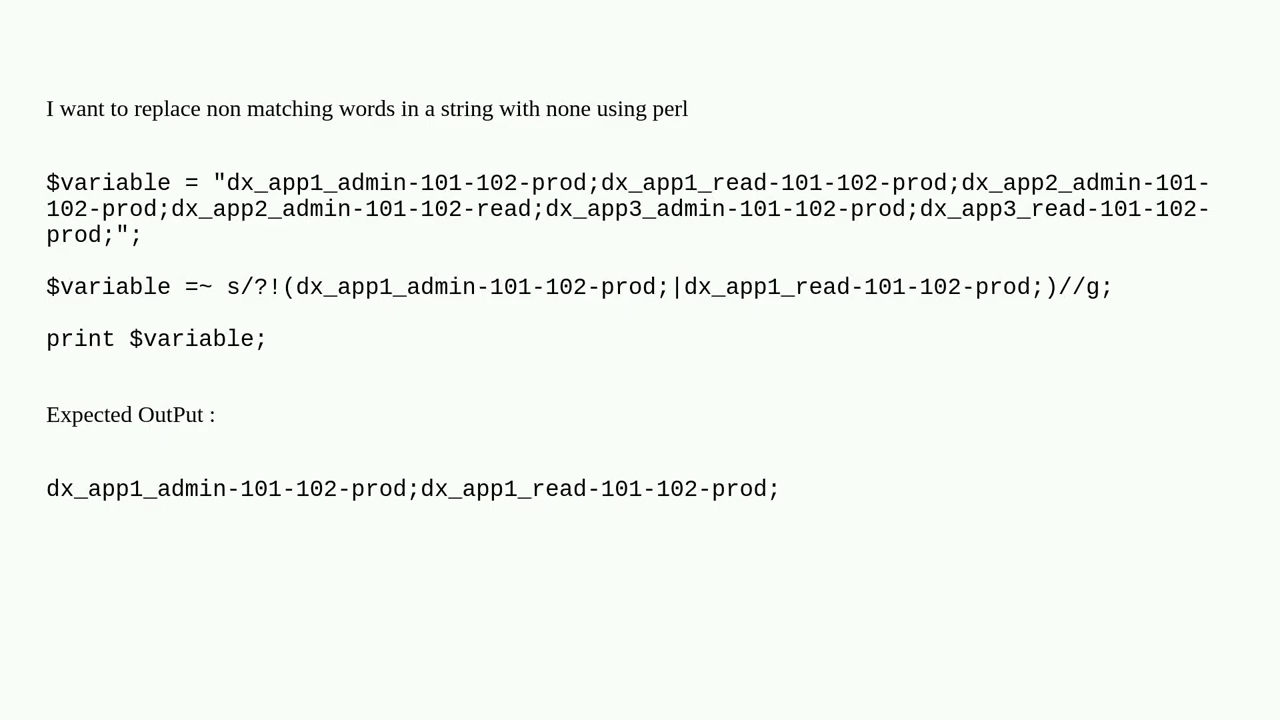 I want to replace non matching words in a string with none using perl
$variable = "dx_app1_admin-101-102-prod;dx_app1_read-101-102-prod;dx_app2_admin-101-
102-prod;dx_app2_admin-101-102-read;dx_app3_admin-101-102-prod;dx_app3_read-101-102-
prod;";
$variable =~ s/?!(dx_app1_admin-101-102-prod;|dx_app1_read-101-102-prod;)//g;
print $variable;
Expected OutPut :
dx_app1_admin-101-102-prod;dx_app1_read-101-102-prod;